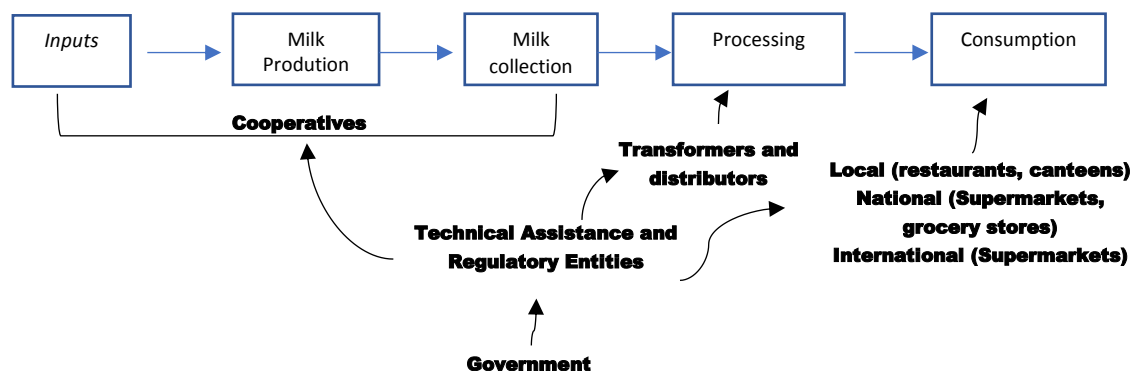 Inputs
Milk
Prodution
Milk
collection
Processing
Consumption
Cooperatives
Transformers and
distributors
Local (restaurants, canteens)
National (Supermarkets,
grocery stores)
International (Supermarkets)
Technical Assistance and
Regulatory Entities
Government